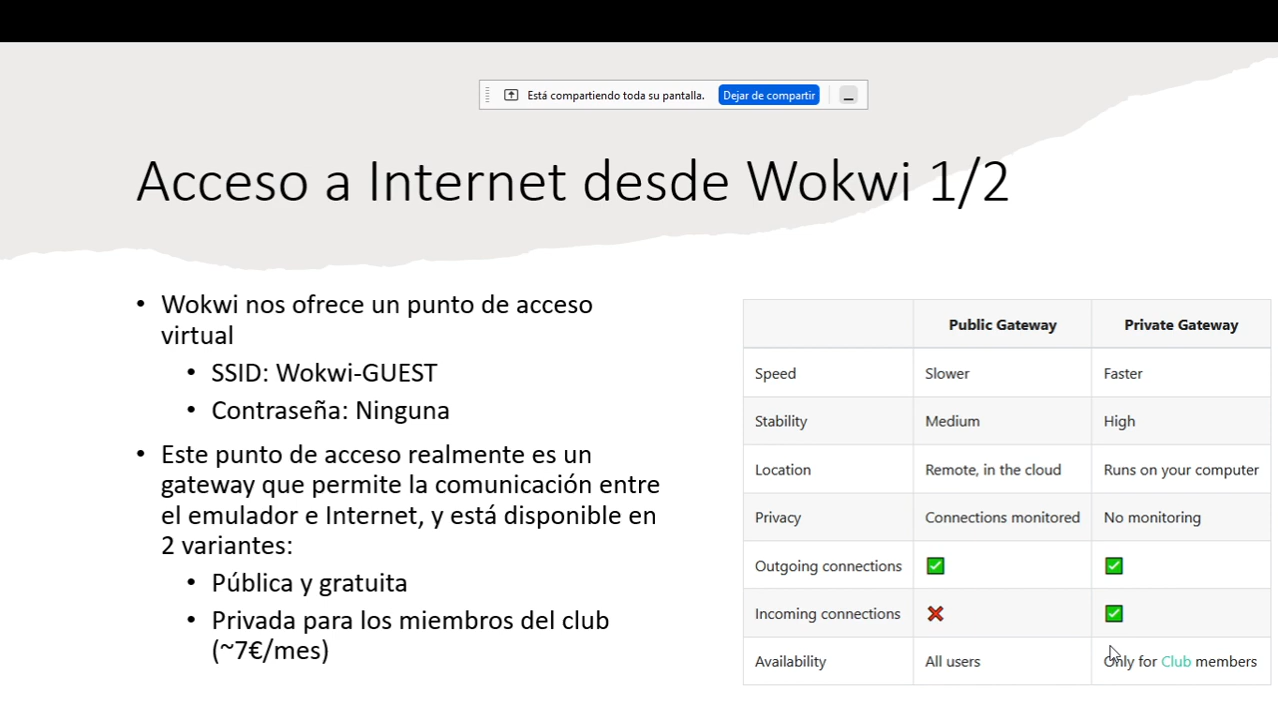 Está compartiendo toda su pantalla. Dejar de compartir
Acceso a Internet desde Wokwi 1/2
• Wokwi nos ofrece un punto de acceso
virtual
• SSID: Wokwi-GUEST
• Contraseña: Ninguna
• Este punto de acceso realmente es un
gateway que permite la comunicación entre
el emulador e Internet, y está disponible en
2 variantes:
• Pública y gratuita
• Privada para los miembros del club
(~7€/mes)
Public Gateway Private Gateway
Speed Slower Faster
Stability Medium High
Location Remote, in the cloud Runs on your computer
Privacy Connections monitored No monitoring
Outgoing connections ✅ ✅
Incoming connections ❌ ✅
Availability All users Only for Club members